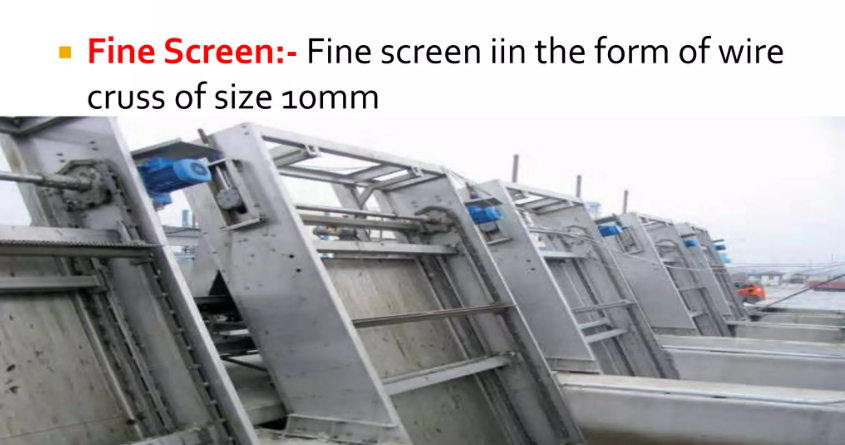 Fine Screen:- Fine screen iin the form of wire
cruss of size 10mm